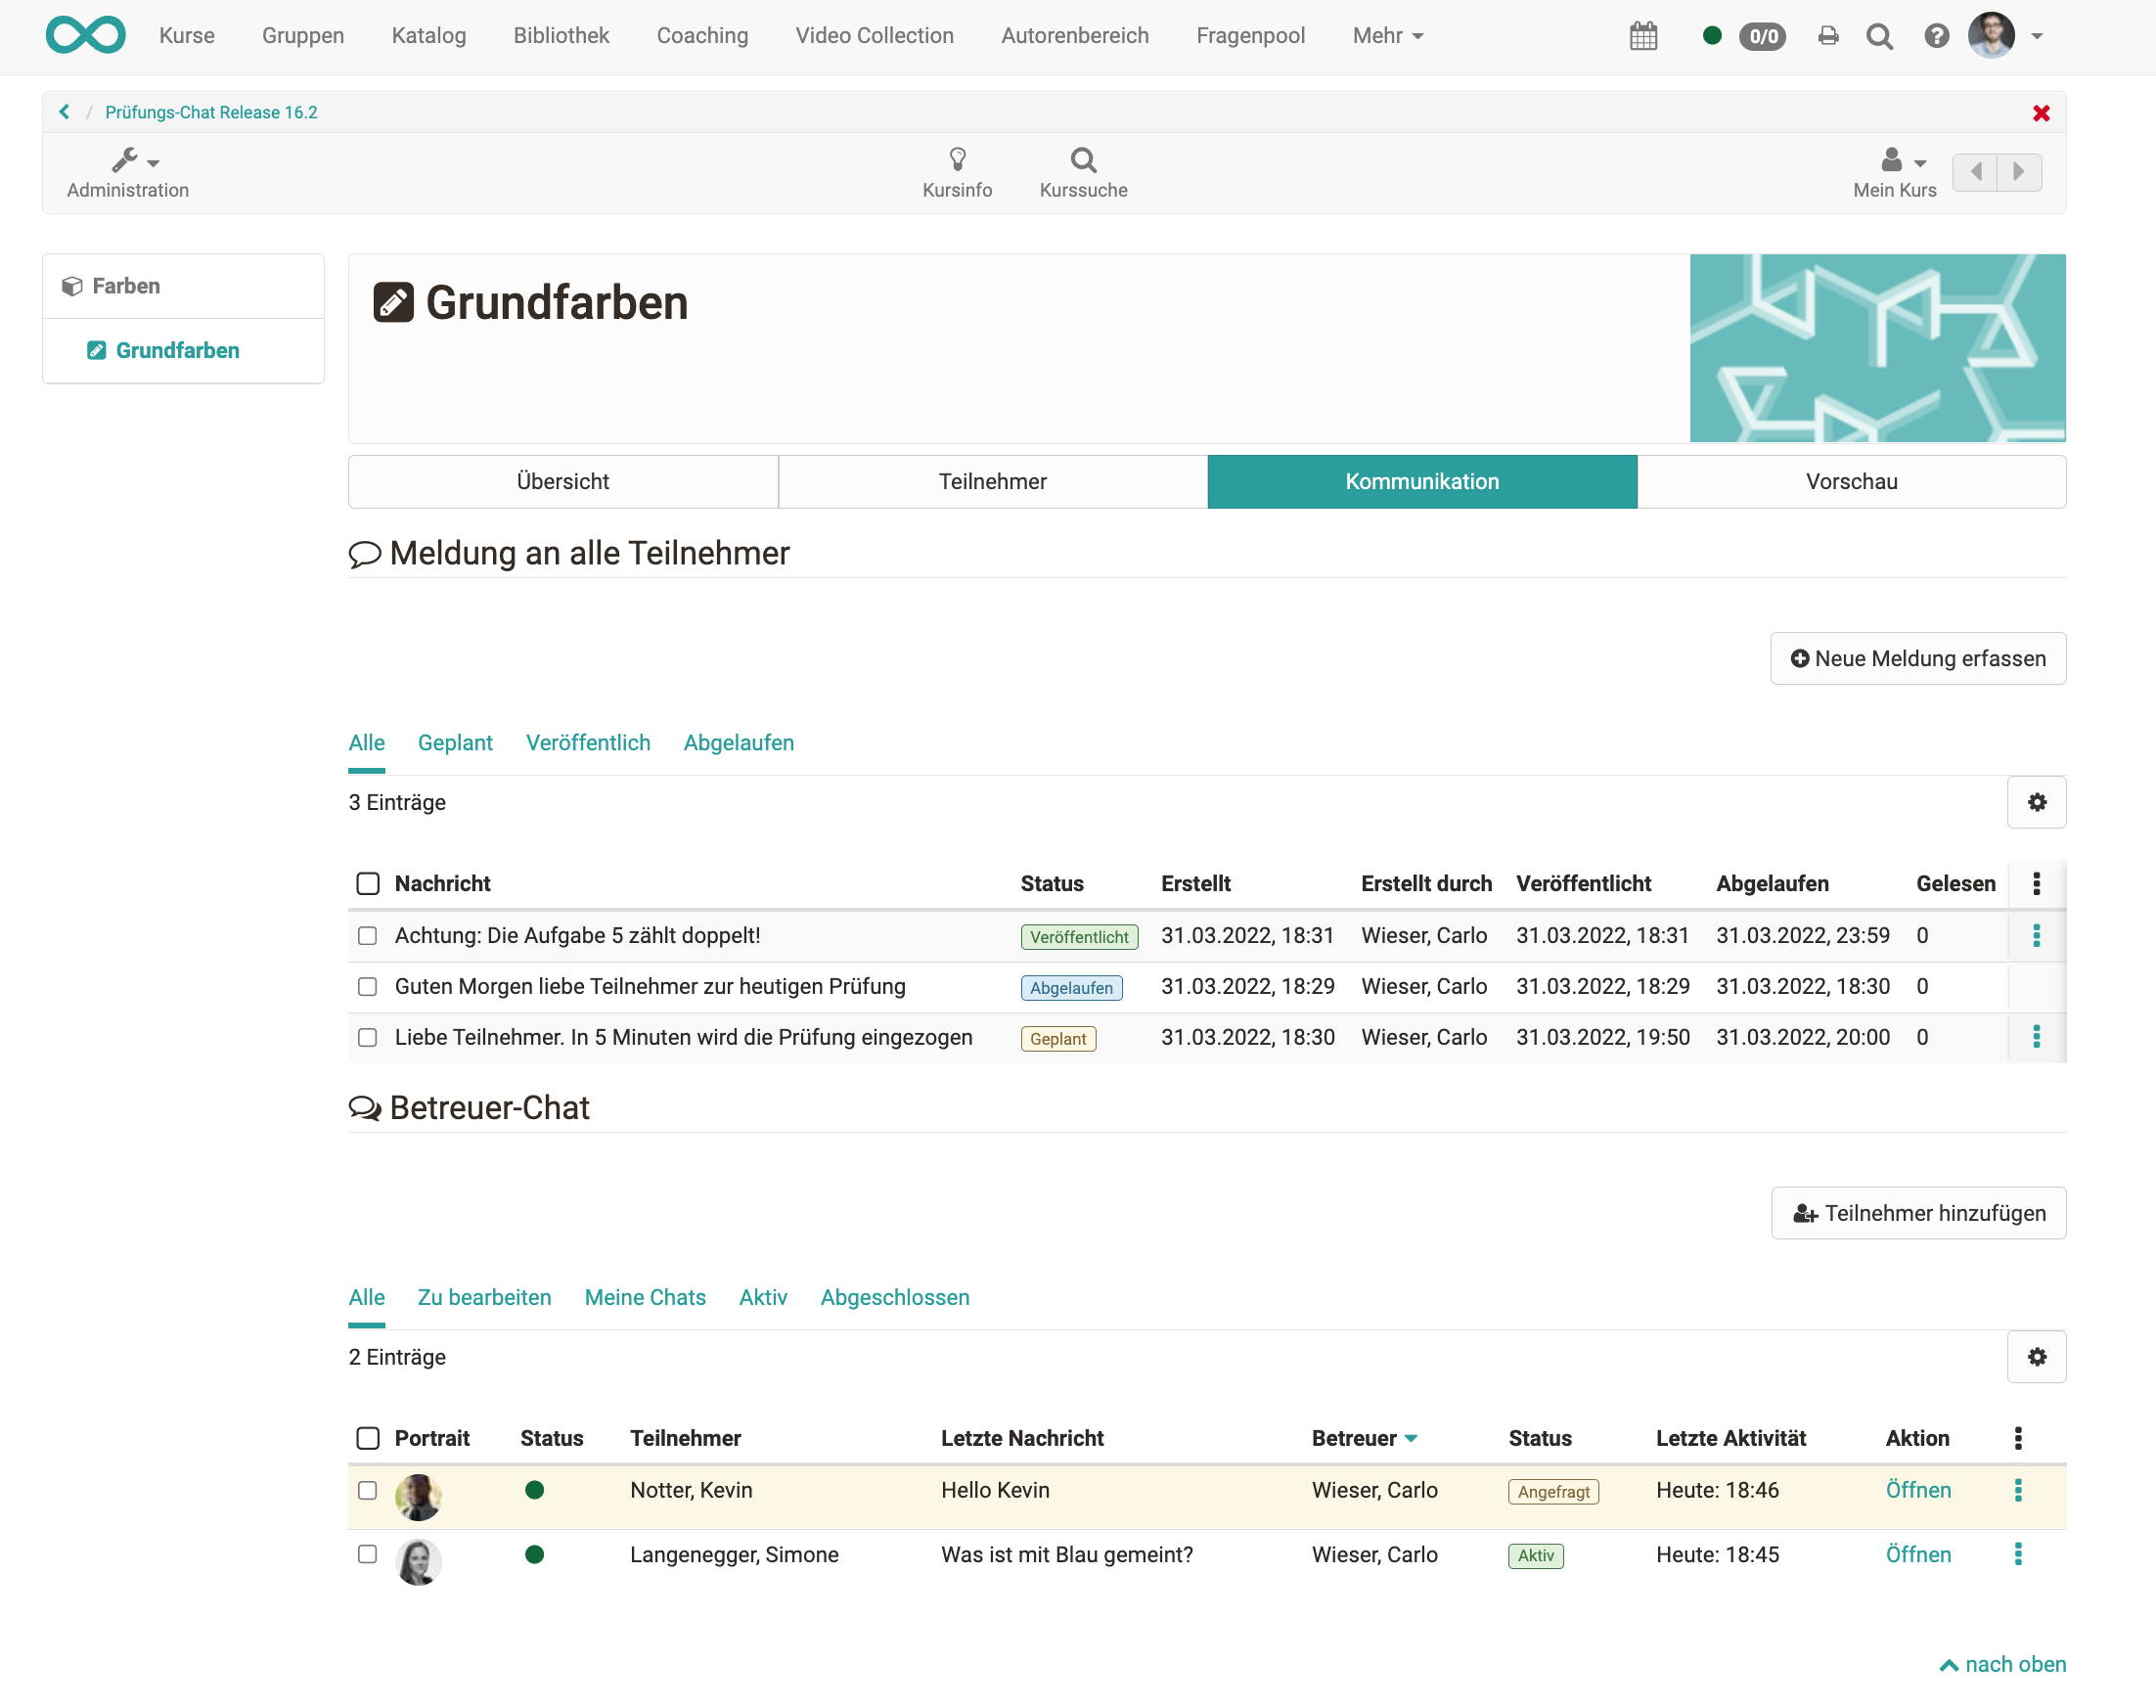 Kurse Gruppen Katalog Bibliothek Coaching Video Collection Autorenbereich Fragenpool Mehr 0/0
/ Prüfungs-Chat Release 16.2
Administration Kursinfo Kurssuche Mein Kurs
Farben
Grundfarben
Grundfarben
Übersicht Teilnehmer Kommunikation Vorschau
Meldung an alle Teilnehmer
Neue Meldung erfassen
Alle Geplant Veröffentlich Abgelaufen
3 Einträge
Nachricht Status Erstellt Erstellt durch Veröffentlicht Abgelaufen Gelesen
Achtung: Die Aufgabe 5 zählt doppelt! Veröffentlicht 31.03.2022, 18:31 Wieser, Carlo 31.03.2022, 18:31 31.03.2022, 23:59 0
Guten Morgen liebe Teilnehmer zur heutigen Prüfung Abgelaufen 31.03.2022, 18:29 Wieser, Carlo 31.03.2022, 18:29 31.03.2022, 18:30 0
Liebe Teilnehmer. In 5 Minuten wird die Prüfung eingezogen Geplant 31.03.2022, 18:30 Wieser, Carlo 31.03.2022, 19:50 31.03.2022, 20:00 0
Betreuer-Chat
Teilnehmer hinzufügen
Alle Zu bearbeiten Meine Chats Aktiv Abgeschlossen
2 Einträge
Portrait Status Teilnehmer Letzte Nachricht Betreuer Status Letzte Aktivität Aktion
Notter, Kevin Hello Kevin Wieser, Carlo Angefragt Heute: 18:46 Öffnen
Langenegger, Simone Was ist mit Blau gemeint? Wieser, Carlo Aktiv Heute: 18:45 Öffnen
nach oben